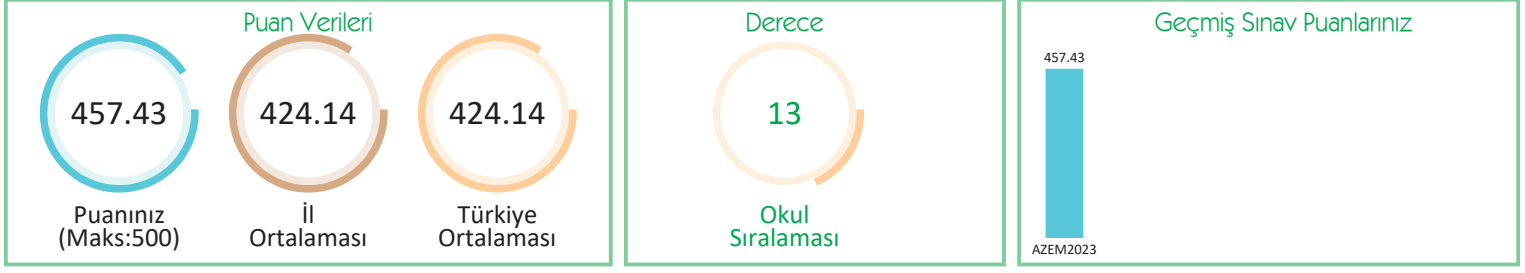 Puan Verileri
457.43
424.14
424.14
Puanınız
(Maks:500)
İl
Ortalaması
Türkiye
Ortalaması
Derece
13
Okul
Sıralaması
Geçmiş Sınav Puanlarınız
457.43
AZEM2023